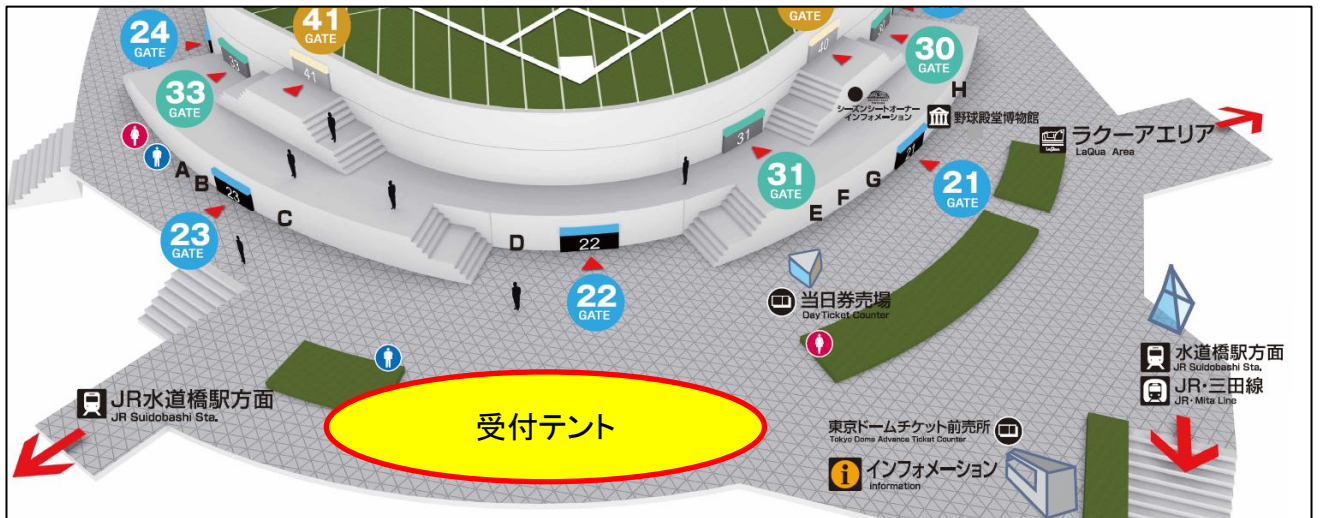 41
GATE
GATE
24
GATE
30
GATE
33
41
40
33
GATE
H
シーズンシートオーナー
インフォメーション
野球殿堂博物館
ラクーアエリア
LaQua Area
31
21
31
GATE
21
GATE
A
B
23
C
G
F
E
23
GATE
D
22
22
GATE
当日券売場
Day Ticket Counter
水道橋駅方面
JR Suidobashi Sta.
JR・三田線
JR・Mita Line
JR水道橋駅方面
JR Suidobashi Sta.
受付テント
東京ドームチケット前売所
Tokyo Dome Advance Ticket Counter
インフォメーション
information